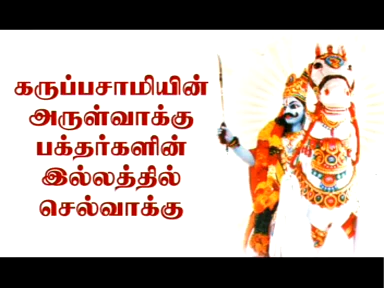 கருப்பசாமியின்
அருள்வாக்கு
பக்தர்களின்
இல்லத்தில்
செல்வாக்கு